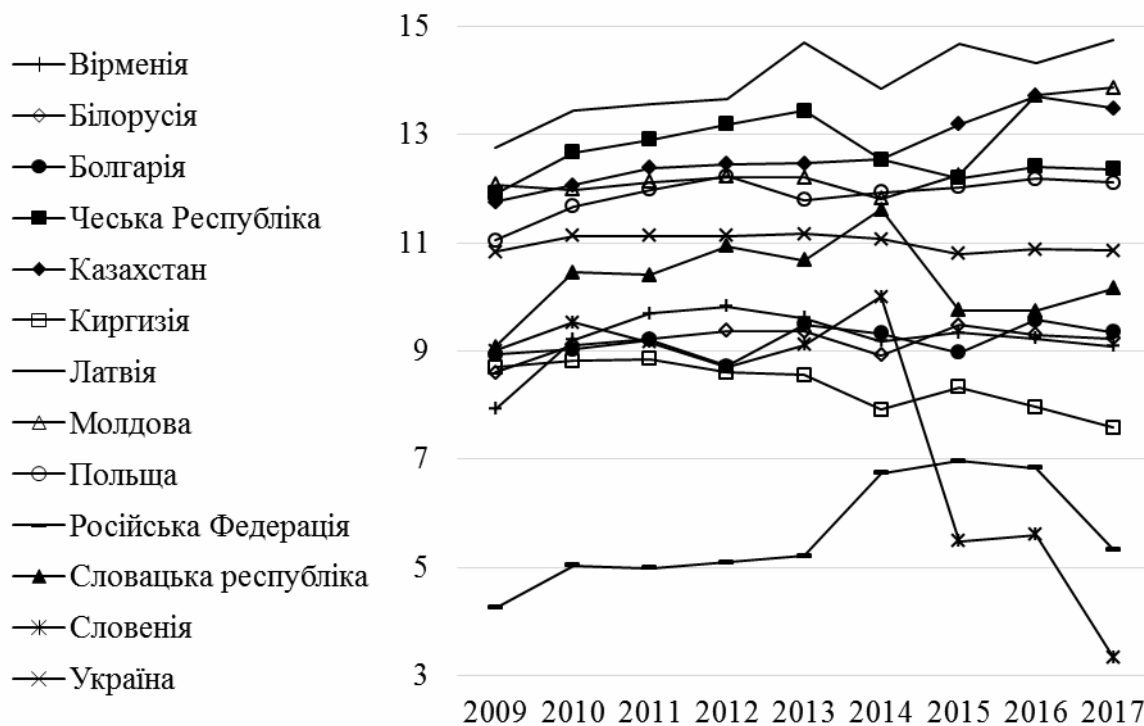 Вірменія
Білорусія
Болгарія
Чеська Республіка
Казахстан
Киргизія
Латвія
Молдова
Польща
Російська Федерація
Словацька республіка
Словенія
Україна
15
13
11
9
7
5
3
2009 2010 2011 2012 2013 2014 2015 2016 2017